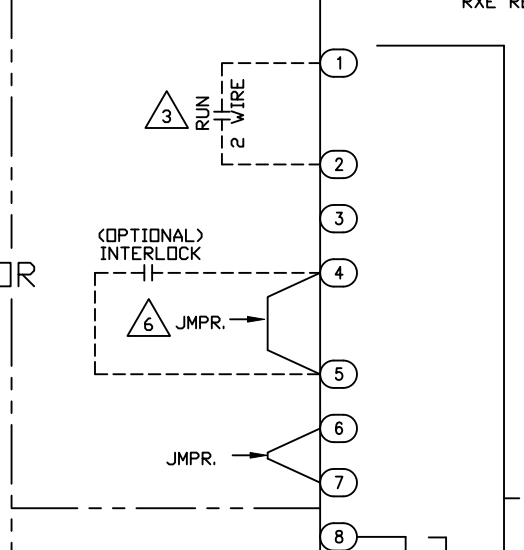 RXE RE
1
3
RUN
2 WIRE
2
3
(OPTIONAL)
INTERLOCK
4
R
6
JMPR.
5
6
JMPR.
7
8